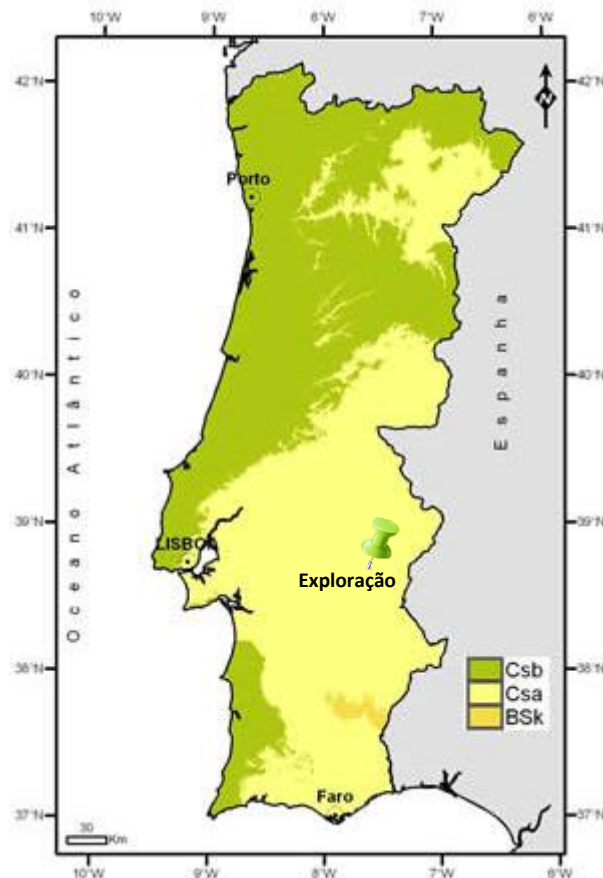 10°W 9°W 8°W 7°W 6°W
42°N 42°N
N
Porto
41°N 41°N
Oceano Atlântico
Espanha
40°N 40°N
39°N 39°N
LISBOA
Exploração
38°N 38°N
Csb
Csa
BSk
Faro
37°N 37°N
30
Km
10°W 9°W 8°W 7°W 6°W